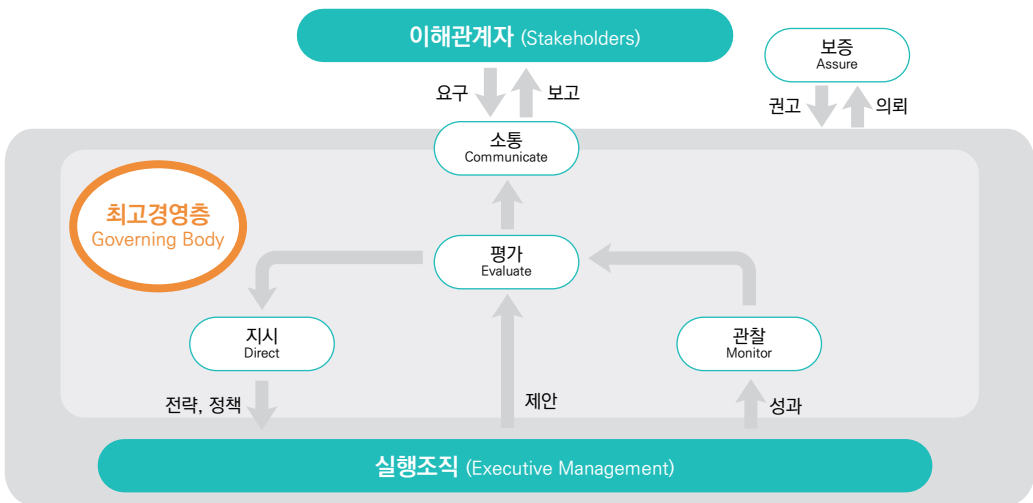 이해관계자 (Stakeholders)
보증
Assure
요구
보고
권고
의뢰
소통
Communicate
최고경영층
Governing Body
평가
Evaluate
지시
Direct
관찰
Monitor
전략, 정책
제안
성과
실행조직 (Executive Management)